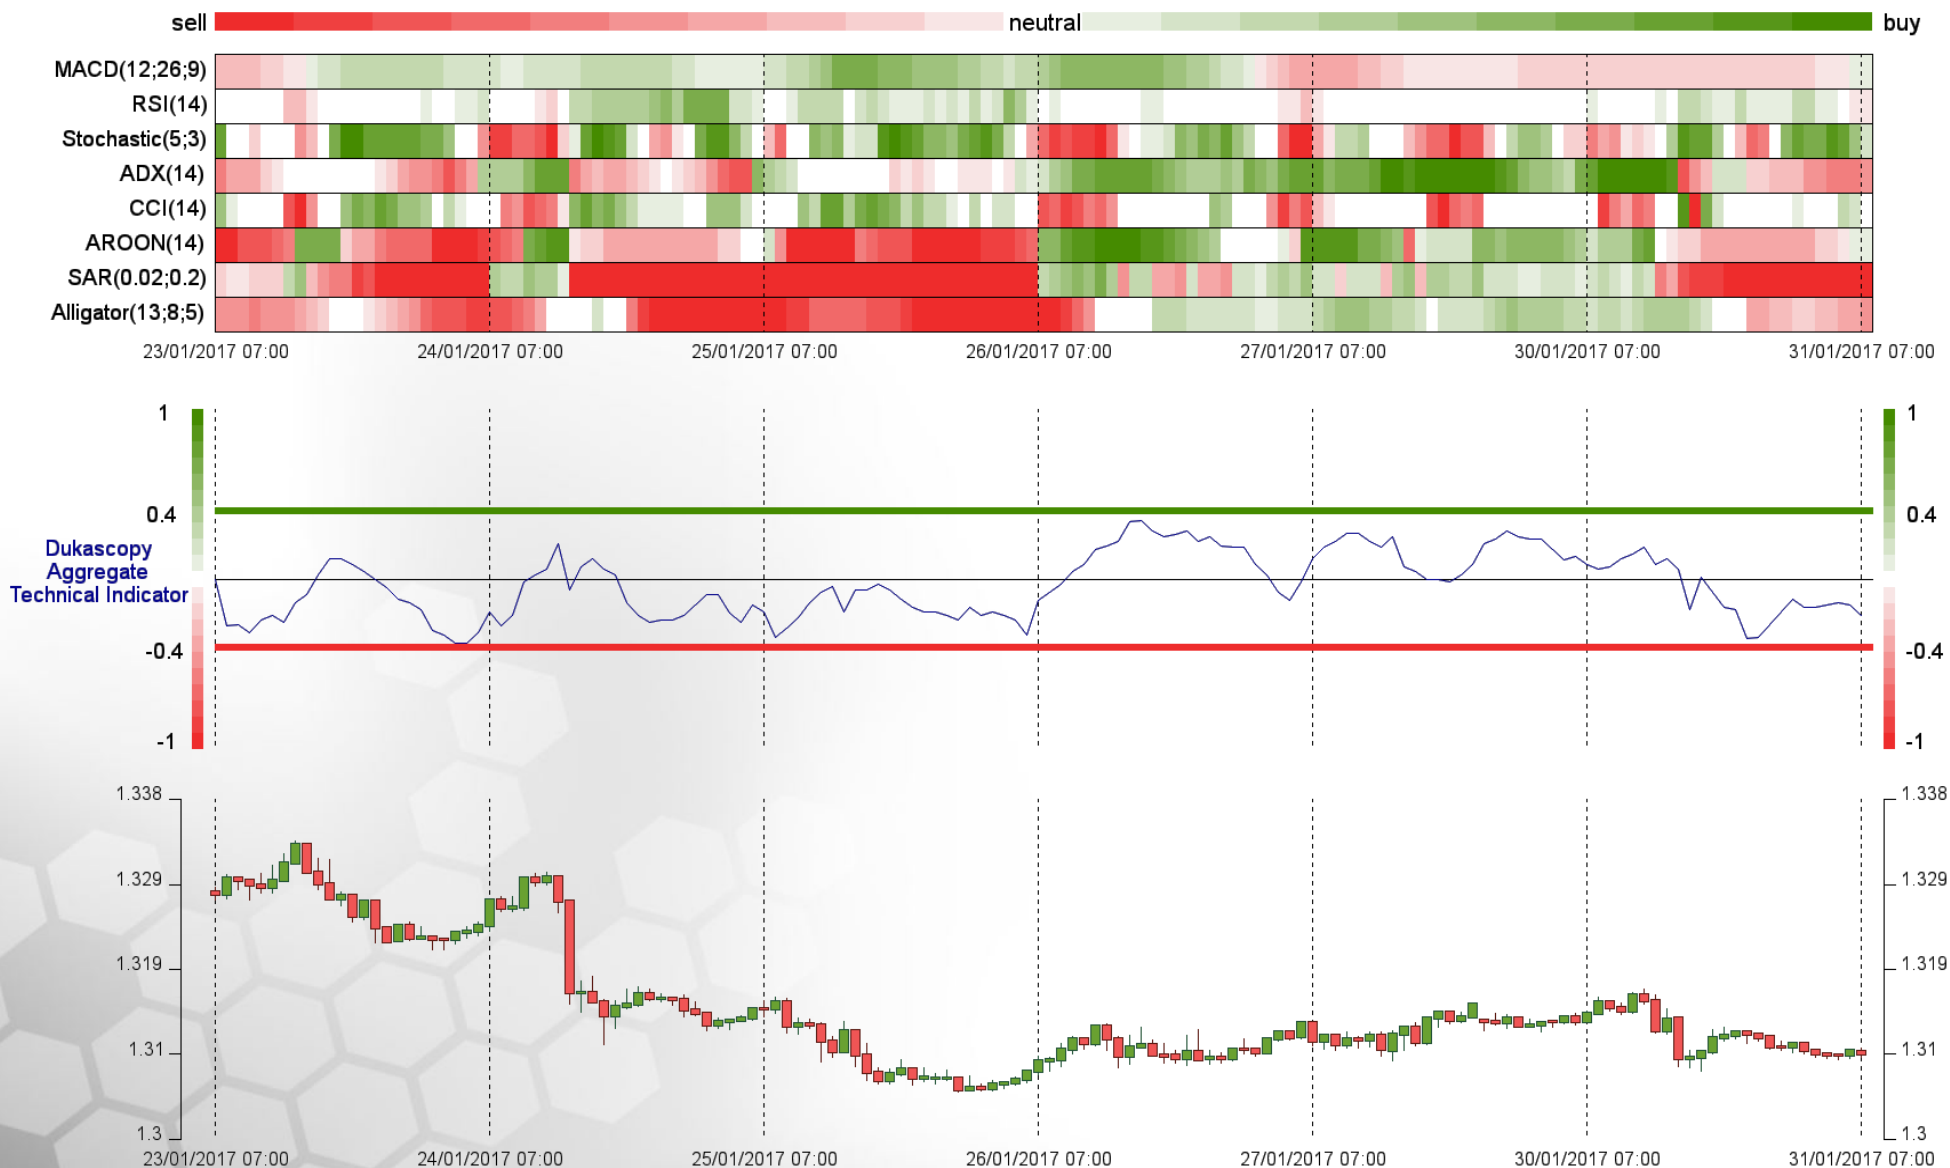 sell neutral buy
MACD(12;26;9)
RSI(14)
Stochastic(5;3)
ADX(14)
CCI(14)
AROON(14)
SAR(0.02;0.2)
Alligator(13;8;5)
23/01/2017 07:00 24/01/2017 07:00 25/01/2017 07:00 26/01/2017 07:00 27/01/2017 07:00 30/01/2017 07:00 31/01/2017 07:00
1 1
0.4 0.4
Dukascopy
Aggregate
Technical Indicator
-0.4 -0.4
-1 -1
1.338 1.338
1.329 1.329
1.319 1.319
1.31 1.31
1.3 1.3
23/01/2017 07:00 24/01/2017 07:00 25/01/2017 07:00 26/01/2017 07:00 27/01/2017 07:00 30/01/2017 07:00 31/01/2017 07:00